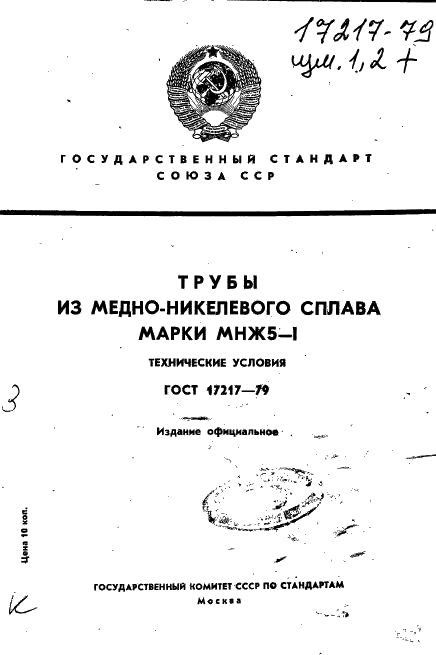 17217-79
изм. 1,2 +
ГОСУДАРСТВЕННЫЙ СТАНДАРТ
СОЮЗА ССР
ТРУБЫ
ИЗ МЕДНО-НИКЕЛЕВОГО СПЛАВА
МАРКИ МНЖ5—1
ТЕХНИЧЕСКИЕ УСЛОВИЯ
ГОСТ 17217—79
3
Издание официальное
Цена 10 коп.
ГОСУДАРСТВЕННЫЙ КОМИТЕТ СССР ПО СТАНДАРТАМ
Москва
К